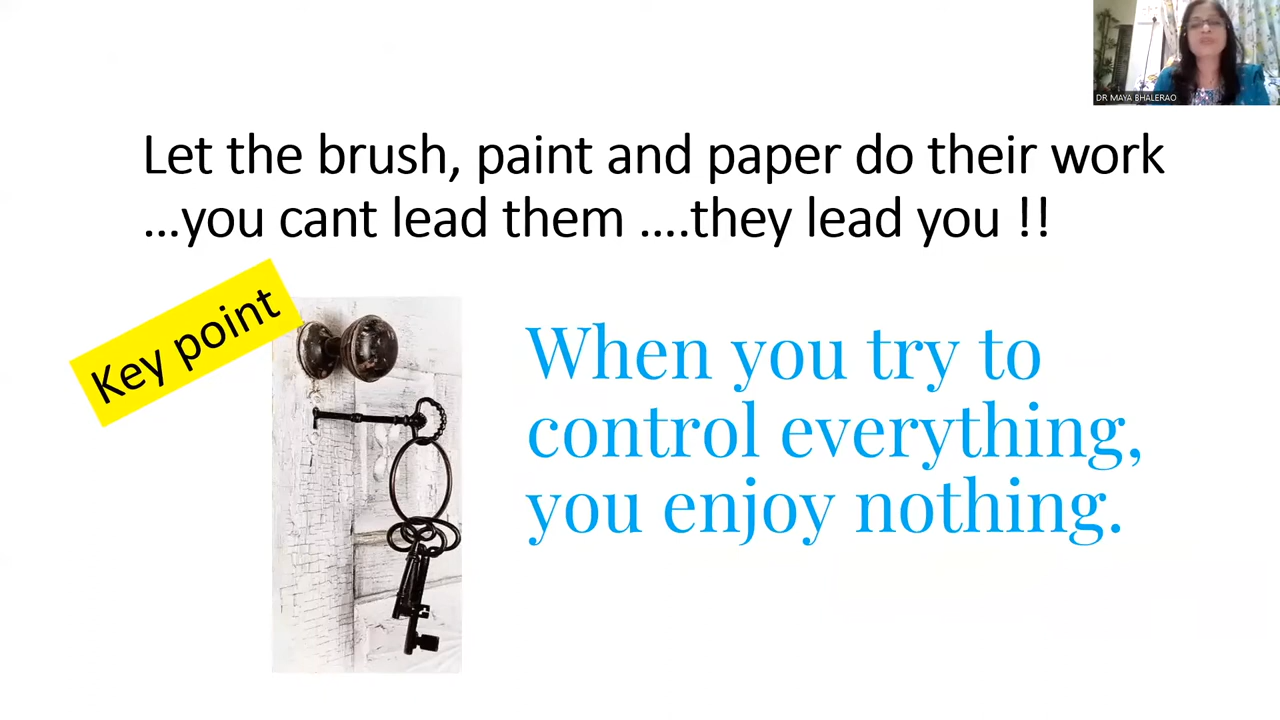 DR MAYA BHALERAO
Let the brush, paint and paper do their work
...you cant lead them ....they lead you !!
Key point
When you try to
control everything,
you enjoy nothing.